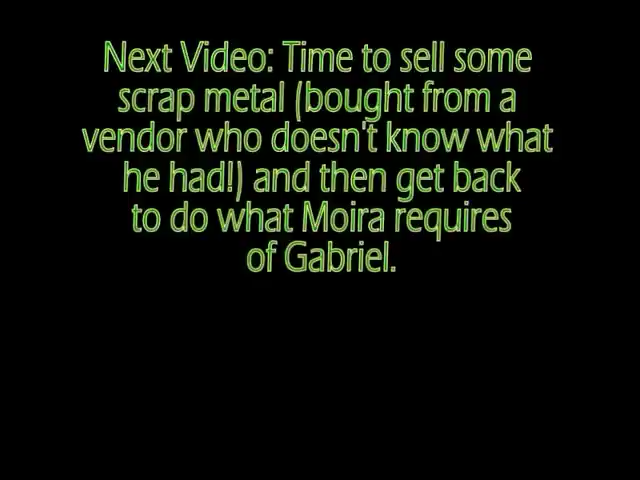 Next Video: Time to sell some
scrap metal (bought from a
vendor who doesn't know what
he had!) and then get back
to do what Moira requires
of Gabriel.